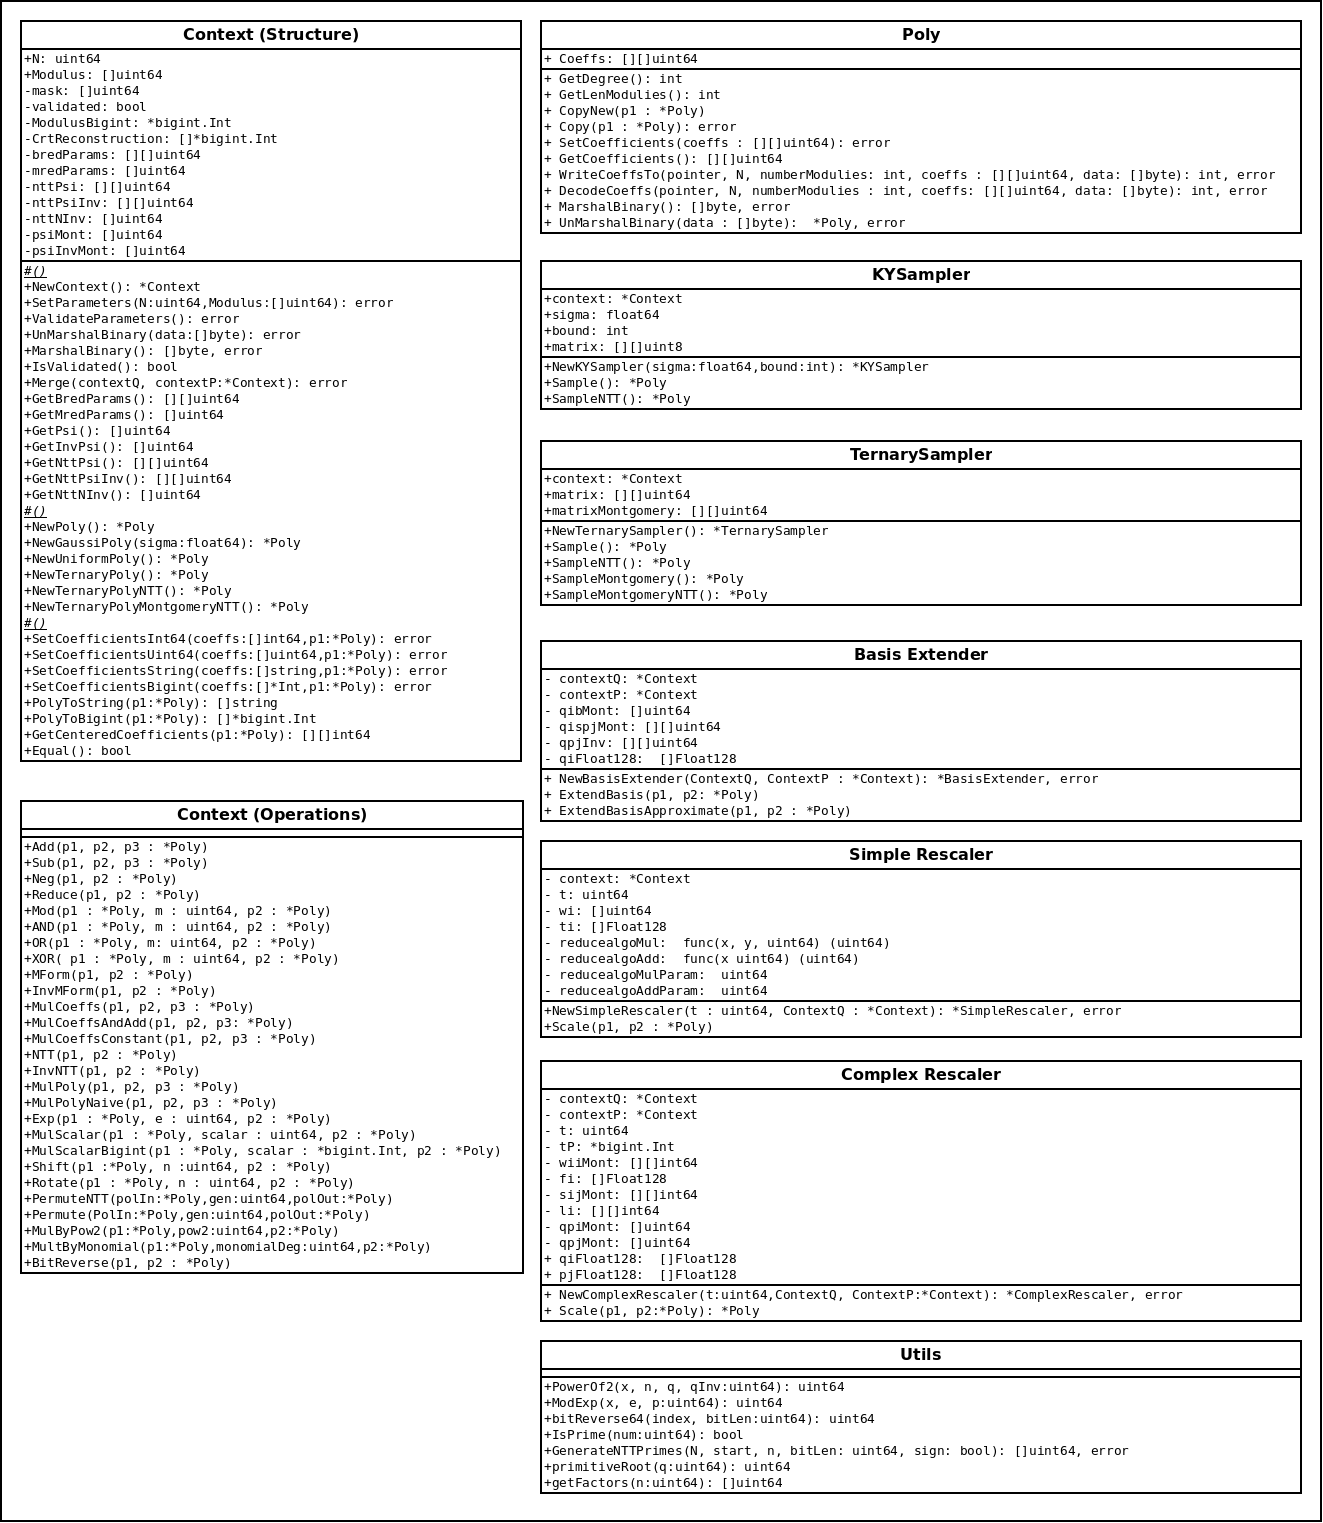 Context (Structure)
+N: uint64
+Modulus: []uint64
-mask: []uint64
-validated: bool
-ModulusBigint: *bigint.Int
-CrtReconstruction: []*bigint.Int
-bredParams: [][]uint64
-mredParams: []uint64
-nttPsi: [][]uint64
-nttPsiInv: [][]uint64
-nttNInv: []uint64
-psiMont: []uint64
-psiInvMont: []uint64
#()
+NewContext(): *Context
+SetParameters(N:uint64,Modulus:[]uint64): error
+ValidateParameters(): error
+UnMarshalBinary(data:[]byte): error
+MarshalBinary(): []byte, error
+IsValidated(): bool
+Merge(contextQ, contextP:*Context): error
+GetBredParams(): [][]uint64
+GetMredParams(): []uint64
+GetPsi(): []uint64
+GetInvPsi(): []uint64
+GetNttPsi(): [][]uint64
+GetNttPsiInv(): [][]uint64
+GetNttNInv(): []uint64
#()
+NewPoly(): *Poly
+NewGaussiPoly(sigma:float64): *Poly
+NewUniformPoly(): *Poly
+NewTernaryPoly(): *Poly
+NewTernaryPolyNTT(): *Poly
+NewTernaryPolyMontgomeryNTT(): *Poly
#()
+SetCoefficientsInt64(coeffs:[]int64,p1:*Poly): error
+SetCoefficientsUint64(coeffs:[]uint64,p1:*Poly): error
+SetCoefficientsString(coeffs:[]string,p1:*Poly): error
+SetCoefficientsBigint(coeffs:[]*Int,p1:*Poly): error
+PolyToString(p1:*Poly): []string
+PolyToBigint(p1:*Poly): []*bigint.Int
+GetCenteredCoefficients(p1:*Poly): [][]int64
+Equal(): bool
Context (Operations)
+Add(p1, p2, p3 : *Poly)
+Sub(p1, p2, p3 : *Poly)
+Neg(p1, p2 : *Poly)
+Reduce(p1, p2 : *Poly)
+Mod(p1 : *Poly, m : uint64, p2 : *Poly)
+AND(p1 : *Poly, m : uint64, p2 : *Poly)
+OR(p1 : *Poly, m: uint64, p2 : *Poly)
+XOR( p1 : *Poly, m : uint64, p2 : *Poly)
+MForm(p1, p2 : *Poly)
+InvMForm(p1, p2 : *Poly)
+MulCoeffs(p1, p2, p3 : *Poly)
+MulCoeffsAndAdd(p1, p2, p3: *Poly)
+MulCoeffsConstant(p1, p2, p3 : *Poly)
+NTT(p1, p2 : *Poly)
+InvNTT(p1, p2 : *Poly)
+MulPoly(p1, p2, p3 : *Poly)
+MulPolyNaive(p1, p2, p3 : *Poly)
+Exp(p1 : *Poly, e : uint64, p2 : *Poly)
+MulScalar(p1 : *Poly, scalar : uint64, p2 : *Poly)
+MulScalarBigint(p1 : *Poly, scalar : *bigint.Int, p2 : *Poly)
+Shift(p1 :*Poly, n :uint64, p2 : *Poly)
+Rotate(p1 : *Poly, n : uint64, p2 : *Poly)
+PermuteNTT(polIn:*Poly,gen:uint64,polOut:*Poly)
+Permute(PolIn:*Poly,gen:uint64,polOut:*Poly)
+MulByPow2(p1:*Poly,pow2:uint64,p2:*Poly)
+MultByMonomial(p1:*Poly,monomialDeg:uint64,p2:*Poly)
+BitReverse(p1, p2 : *Poly)
Poly
+ Coeffs: [][]uint64
+ GetDegree(): int
+ GetLenModulies(): int
+ CopyNew(p1 : *Poly)
+ Copy(p1 : *Poly): error
+ SetCoefficients(coeffs : [][]uint64): error
+ GetCoefficients(): [][]uint64
+ WriteCoeffsTo(pointer, N, numberModulies: int, coeffs : [][]uint64, data: []byte): int, error
+ DecodeCoeffs(pointer, N, numberModulies : int, coeffs: [][]uint64, data: []byte): int, error
+ MarshalBinary(): []byte, error
+ UnMarshalBinary(data : []byte):  *Poly, error
KYSampler
+context: *Context
+sigma: float64
+bound: int
+matrix: [][]uint8
+NewKYSampler(sigma:float64,bound:int): *KYSampler
+Sample(): *Poly
+SampleNTT(): *Poly
TernarySampler
+context: *Context
+matrix: [][]uint64
+matrixMontgomery: [][]uint64
+NewTernarySampler(): *TernarySampler
+Sample(): *Poly
+SampleNTT(): *Poly
+SampleMontgomery(): *Poly
+SampleMontgomeryNTT(): *Poly
Basis Extender
- contextQ: *Context
- contextP: *Context
- qibMont: []uint64
- qispjMont: [][]uint64
- qpjInv: [][]uint64
- qiFloat128:  []Float128
+ NewBasisExtender(ContextQ, ContextP : *Context): *BasisExtender, error
+ ExtendBasis(p1, p2: *Poly)
+ ExtendBasisApproximate(p1, p2 : *Poly)
Simple Rescaler
- context: *Context
- t: uint64
- wi: []uint64
- ti: []Float128
- reducealgoMul:  func(x, y, uint64) (uint64)
- reducealgoAdd:  func(x uint64) (uint64)
- reducealgoMulParam:  uint64
- reducealgoAddParam:  uint64
+NewSimpleRescaler(t : uint64, ContextQ : *Context): *SimpleRescaler, error
+Scale(p1, p2 : *Poly)
Complex Rescaler
- contextQ: *Context
- contextP: *Context
- t: uint64
- tP: *bigint.Int
- wiiMont: [][]int64
- fi: []Float128
- sijMont: [][]int64
- li: [][]int64
- qpiMont: []uint64
- qpjMont: []uint64
+ qiFloat128:  []Float128
+ pjFloat128:  []Float128
+ NewComplexRescaler(t:uint64,ContextQ, ContextP:*Context): *ComplexRescaler, error
+ Scale(p1, p2:*Poly): *Poly
Utils
+PowerOf2(x, n, q, qInv:uint64): uint64
+ModExp(x, e, p:uint64): uint64
+bitReverse64(index, bitLen:uint64): uint64
+IsPrime(num:uint64): bool
+GenerateNTTPrimes(N, start, n, bitLen: uint64, sign: bool): []uint64, error
+primitiveRoot(q:uint64): uint64
+getFactors(n:uint64): []uint64